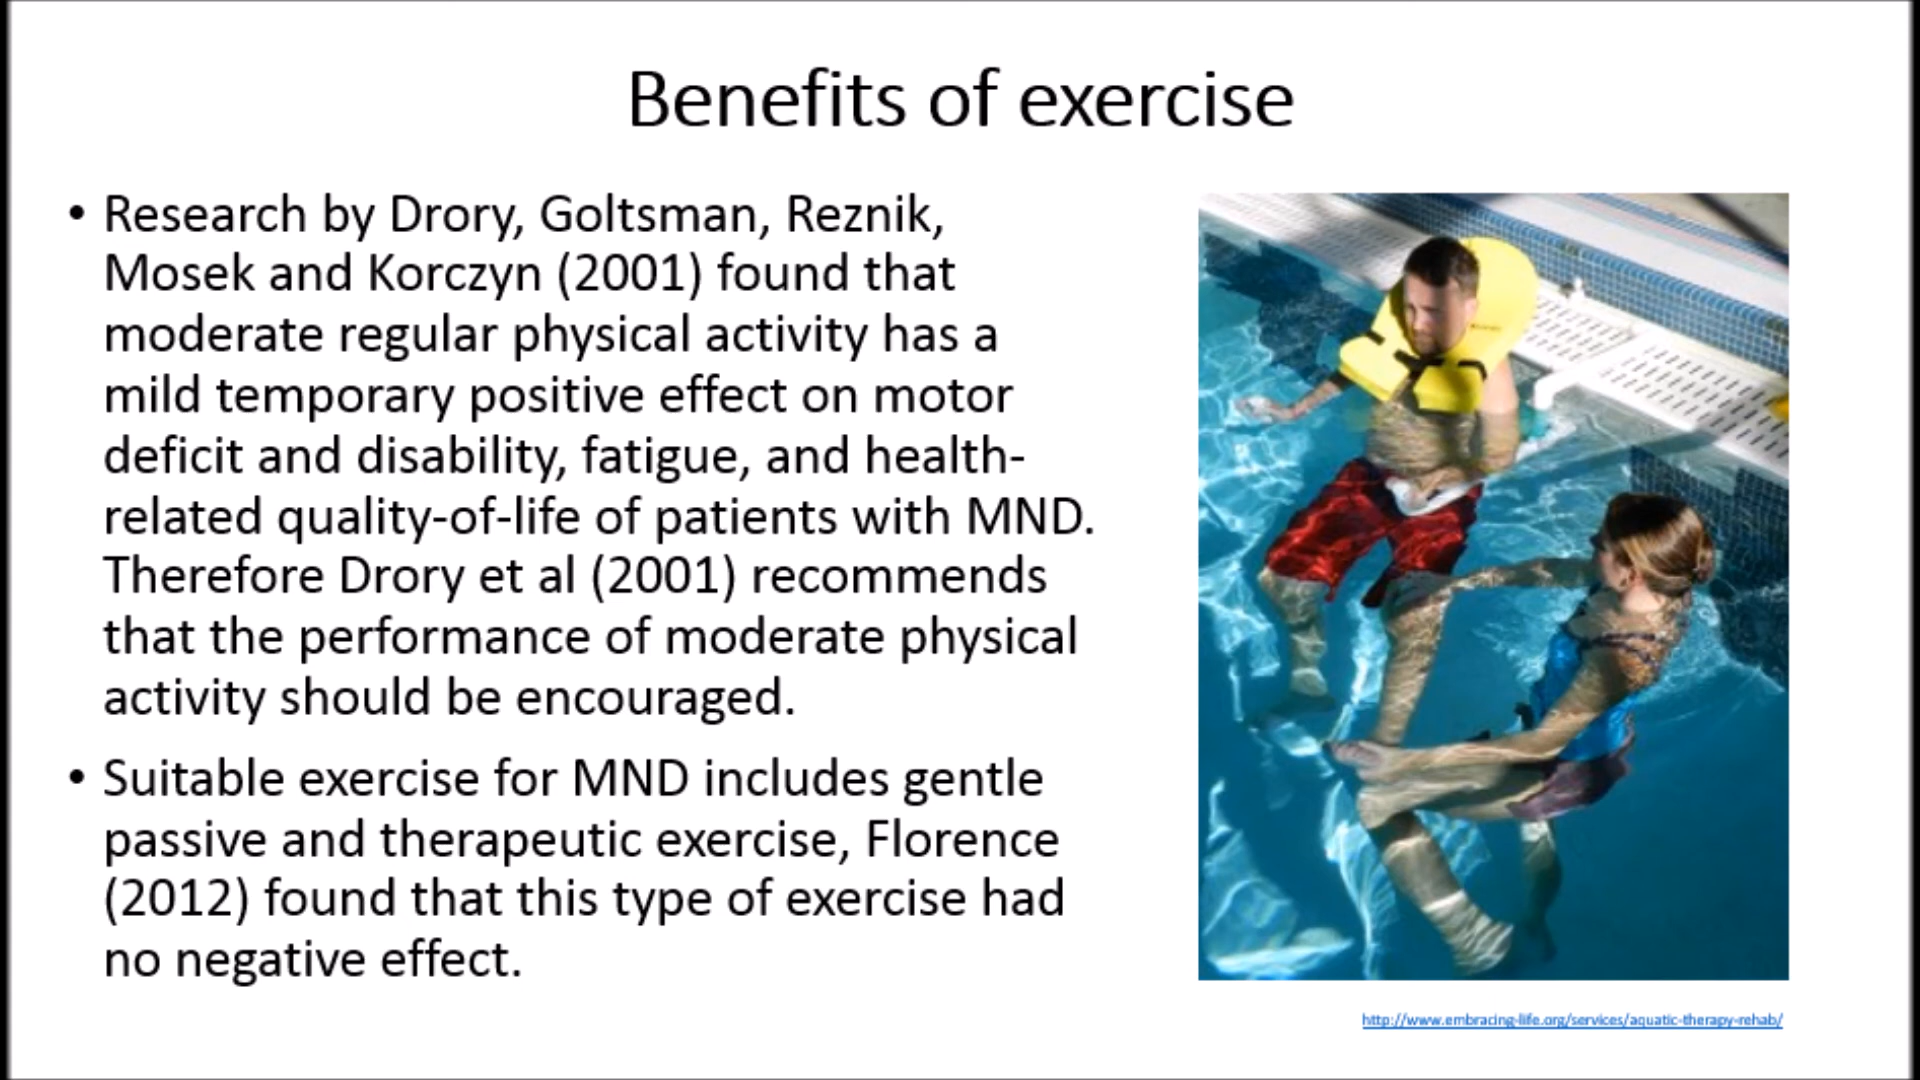 Benefits of exercise
• Research by Drory, Goltsman, Reznik,
Mosek and Korczyn (2001) found that
moderate regular physical activity has a
mild temporary positive effect on motor
deficit and disability, fatigue, and health-
related quality-of-life of patients with MND.
Therefore Drory et al (2001) recommends
that the performance of moderate physical
activity should be encouraged.
• Suitable exercise for MND includes gentle
passive and therapeutic exercise, Florence
(2012) found that this type of exercise had
no negative effect.
http://www.embracing-life.org/services/aquatic-therapy-rehab/